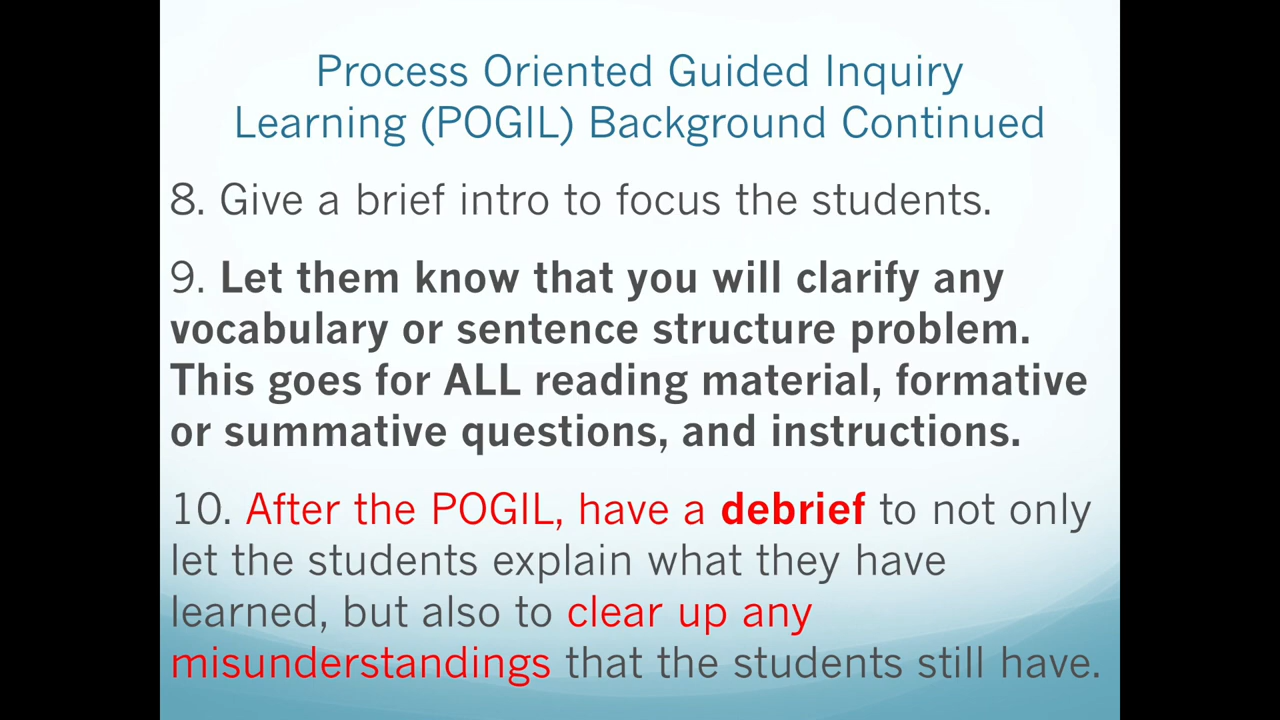 Process Oriented Guided Inquiry
Learning (POGIL) Background Continued
8. Give a brief intro to focus the students.
9. Let them know that you will clarify any
vocabulary or sentence structure problem.
This goes for ALL reading material, formative
or summative questions, and instructions.
10. After the POGIL, have a debrief to not only
let the students explain what they have
learned, but also to clear up any
misunderstandings that the students still have.